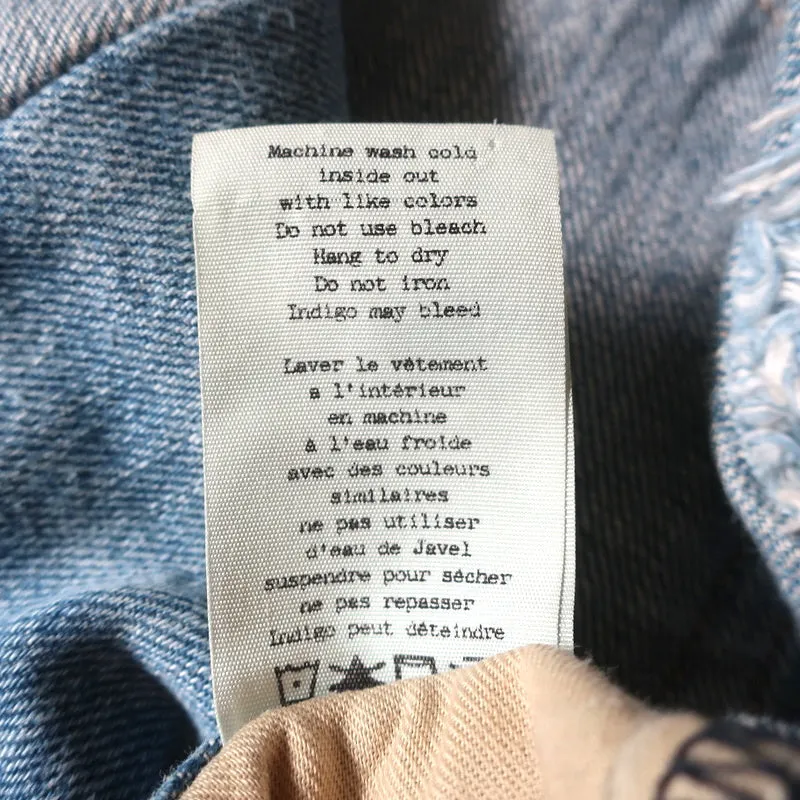 Machine wash cold
inside out
with like colors
Do not use bleach
Hang to dry
Do not iron
Indigo may bleed
Laver le vêtement
a l'intérieur
en machine
à l'eau froide
avec des couleurs
similaires
ne pas utiliser
d'eau de Javel
suspendre pour sécher
ne pas repasser
Indigo peut déteindre